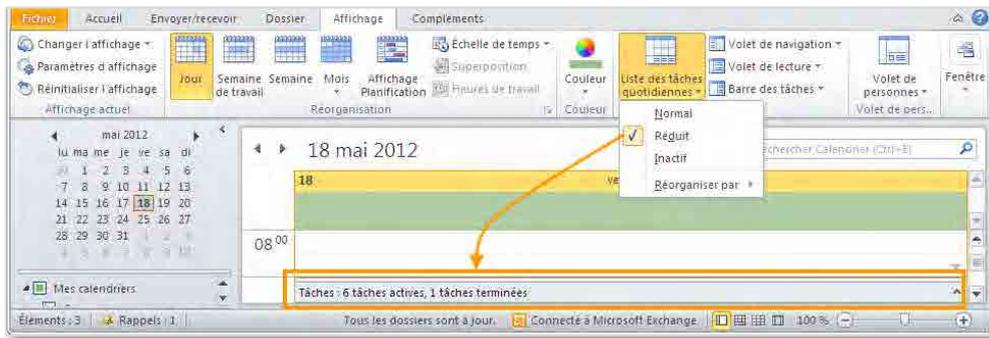 Fichier Accueil Envoyer/recevoir Dossier Affichage Compléments
Changer l'affichage
Paramètres d'affichage
Réinitialiser l'affichage
Affichage actuel
Jour
Semaine de travail
Semaine
Mois
Affichage Planification
Échelle de temps
Superposition
Heures de travail
Réorganisation
Couleur
Couleur
Liste des tâches quotidiennes
Volet de navigation
Volet de lecture
Barre des tâches
Volet de personnes
Volet de pers...
Fenêtre
Normal
Réduit
Inactif
Réorganiser par
mai 2012
lu ma me je ve sa di
1 2 3 4 5 6
7 8 9 10 11 12 13
14 15 16 17 18 19 20
21 22 23 24 25 26 27
28 29 30 31
Mes calendriers
18 mai 2012
Calendrier (Ctrl+E)
18 ve
08 00
Tâches : 6 tâches actives, 1 tâches terminées
Éléments : 3 Rappels : 1 Tous les dossiers sont à jour. Connecté à Microsoft Exchange 100 %